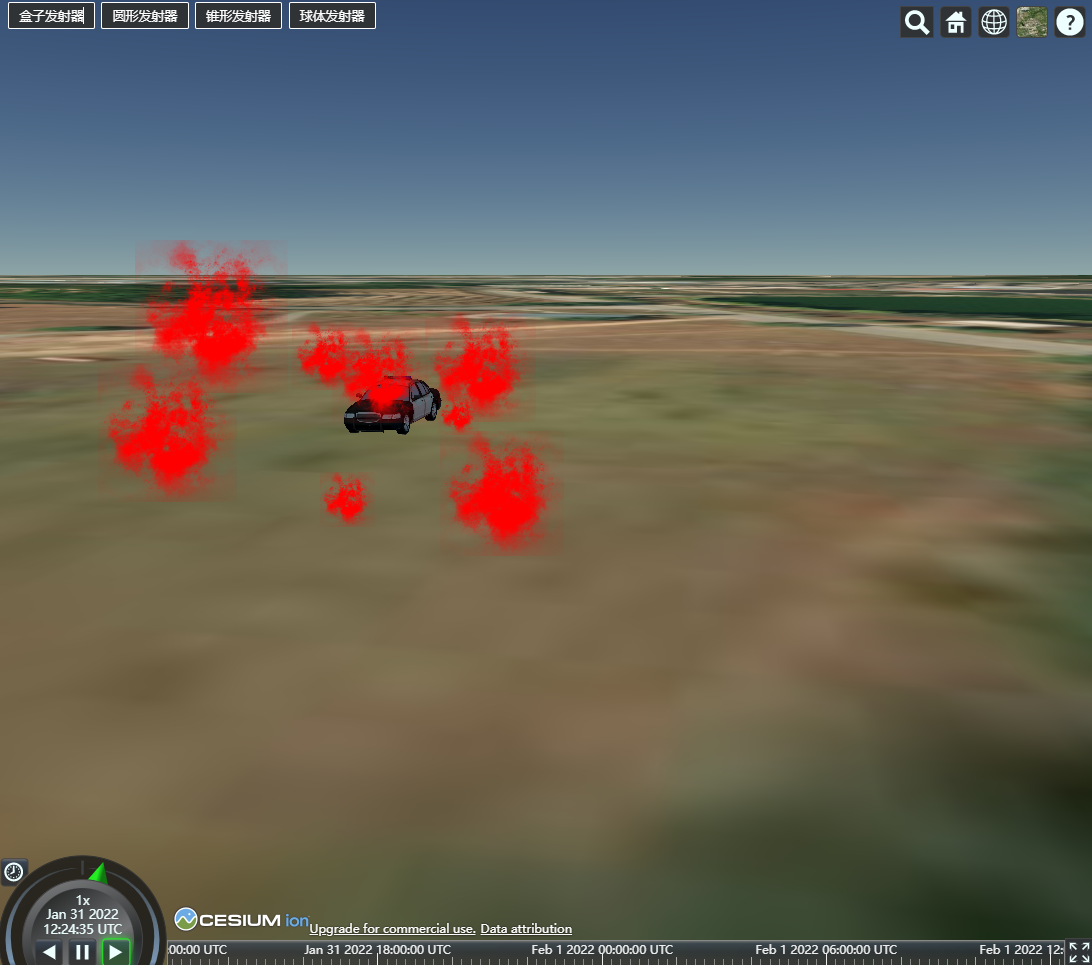 盒子发射器
圆形发射器
锥形发射器
球体发射器
?
1x
Jan 31 2022
12:24:35 UTC
CESIUM ion
Upgrade for commercial use. Data attribution
:00:00 UTC
Jan 31 2022 18:00:00 UTC
Feb 1 2022 00:00:00 UTC
Feb 1 2022 06:00:00 UTC
Feb 1 2022 12: